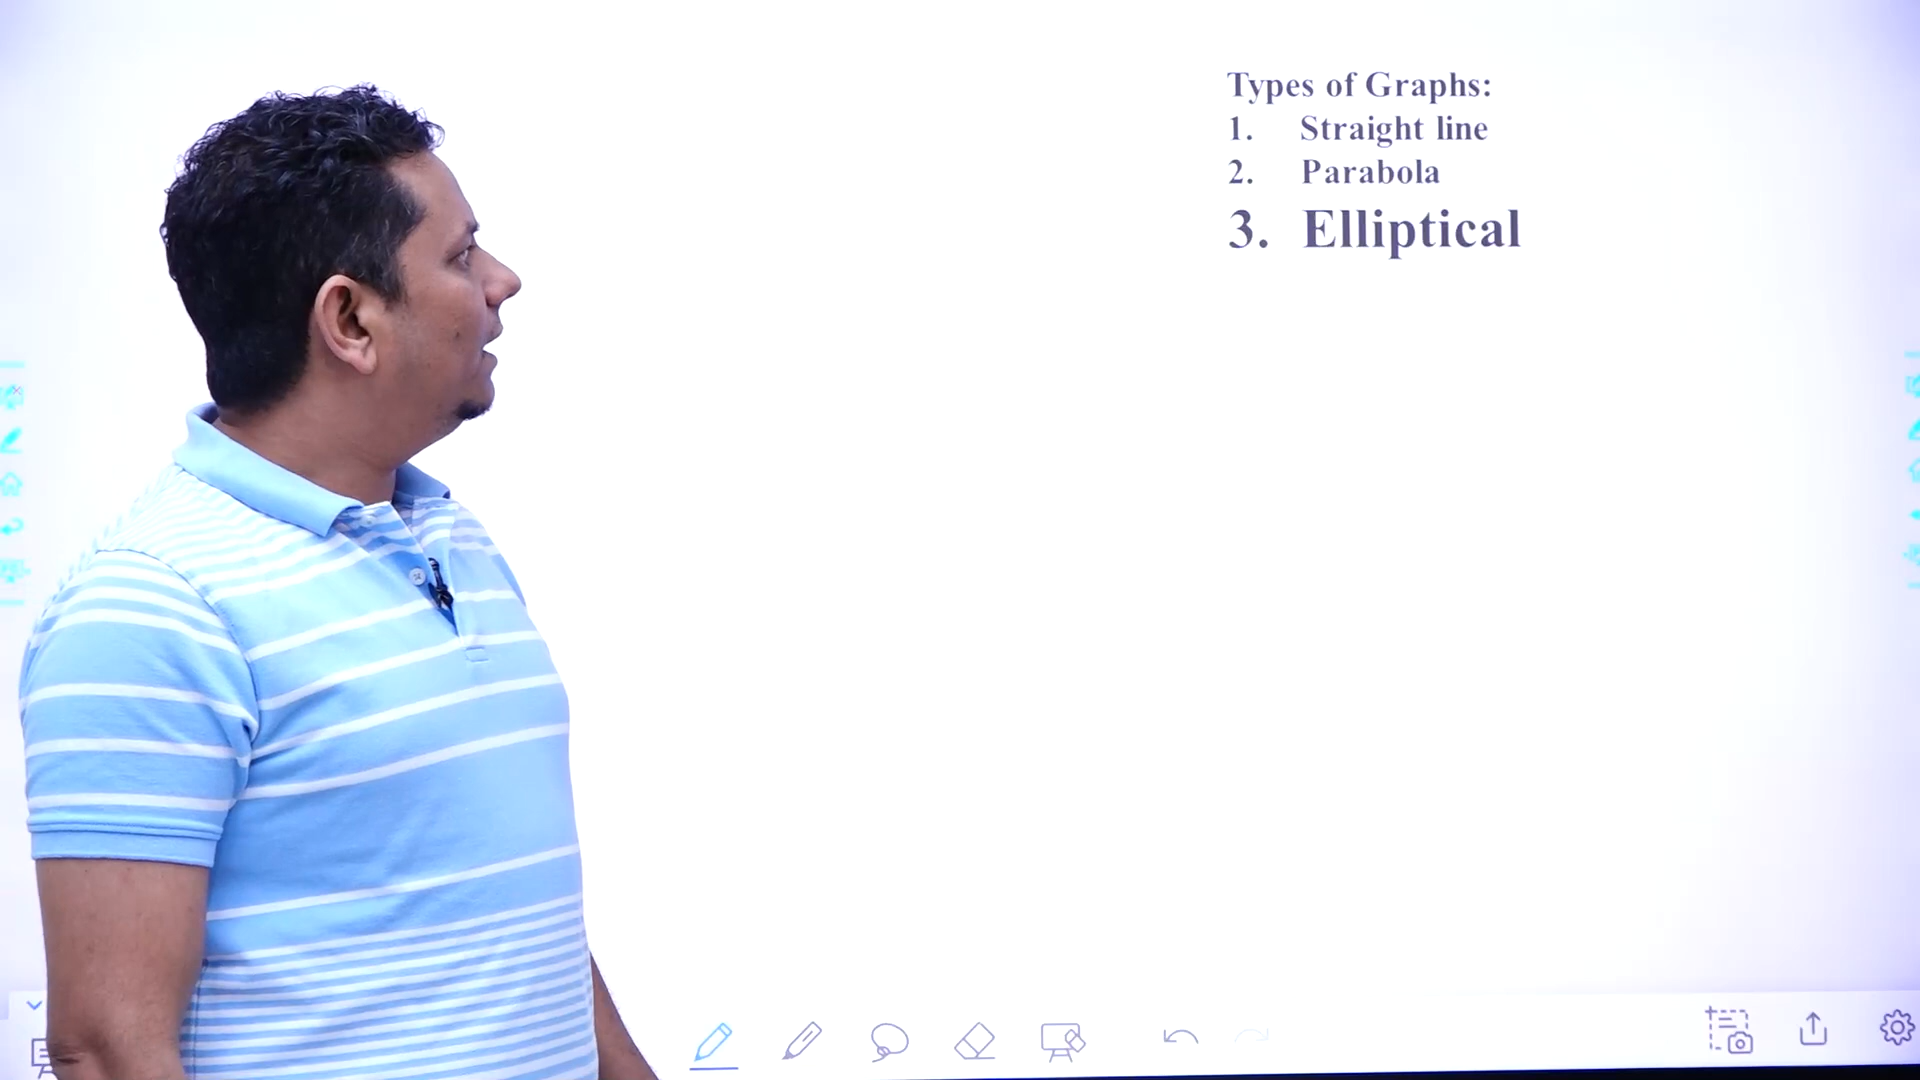 Types of Graphs:
1. Straight line
2. Parabola
3. Elliptical